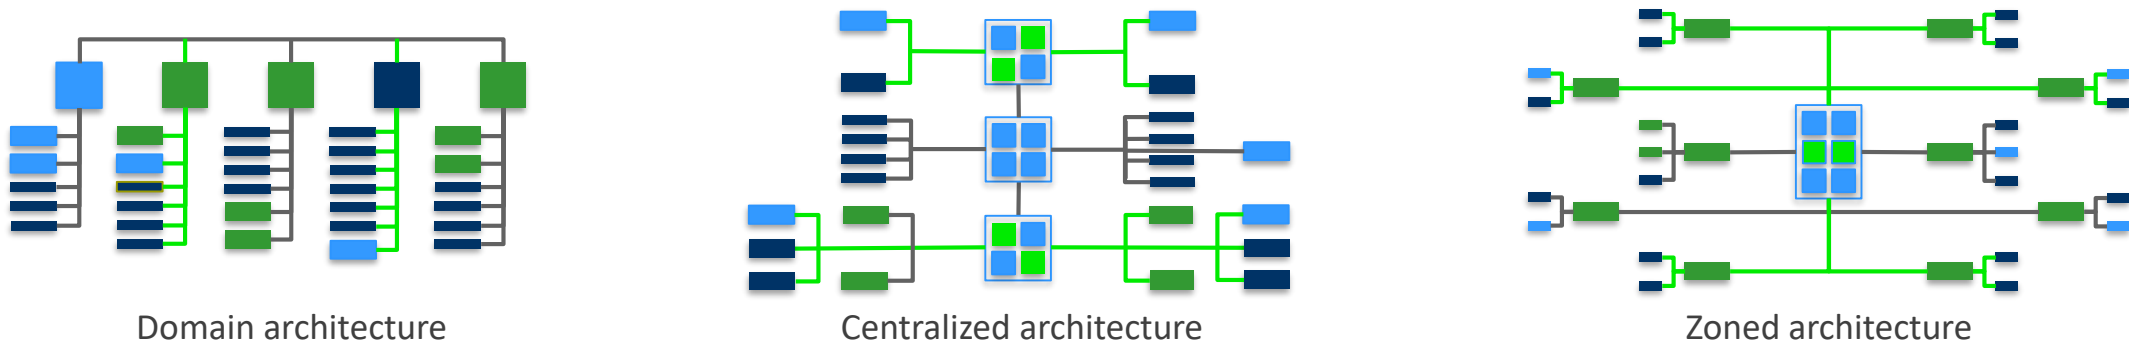 Domain architecture
Centralized architecture
Zoned architecture